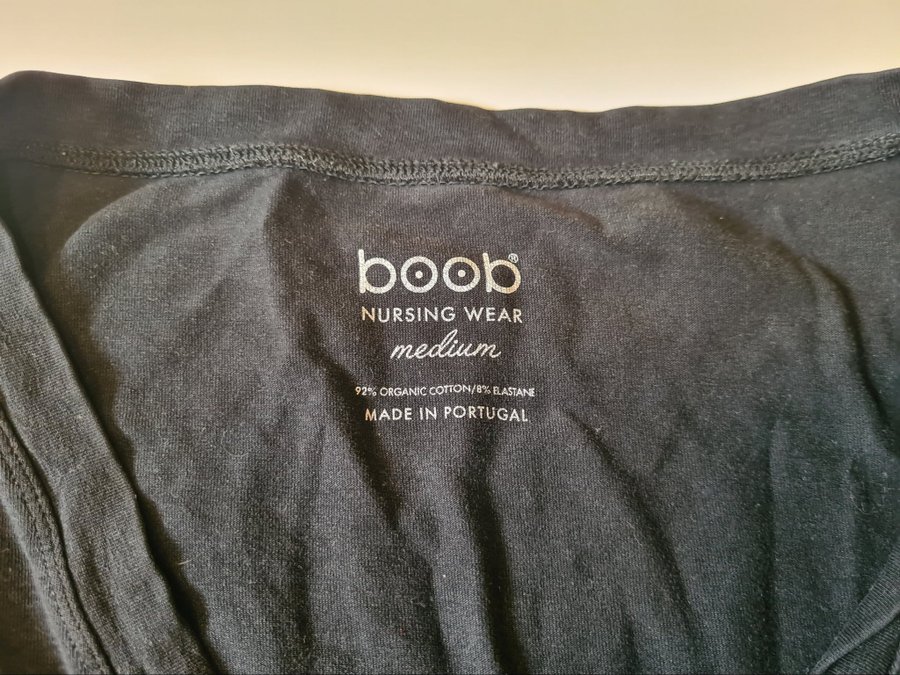 boob®
NURSING WEAR
medium
92% ORGANIC COTTON/8% ELASTANE
MADE IN PORTUGAL